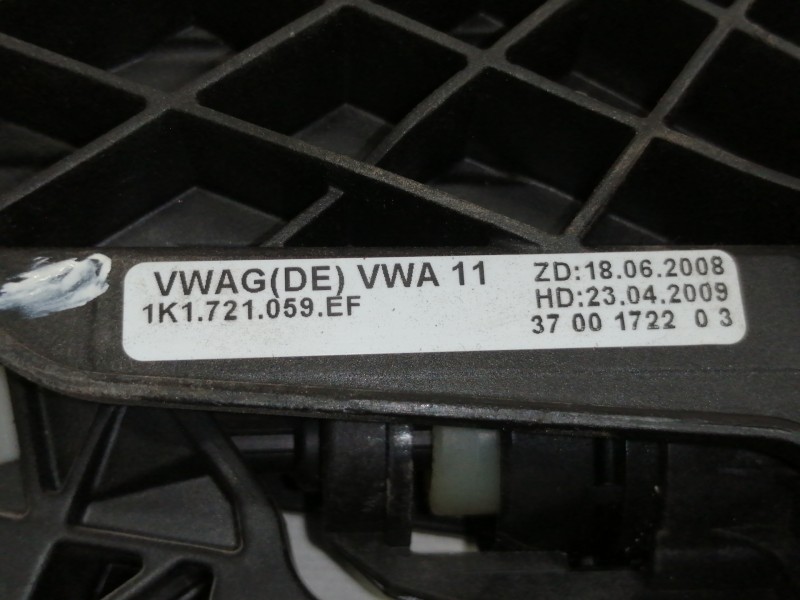 VWAG(DE) VWA 11
1K1.721.059.EF
ZD:18.06.2008
HD:23.04.2009
37 00 1722 0 3